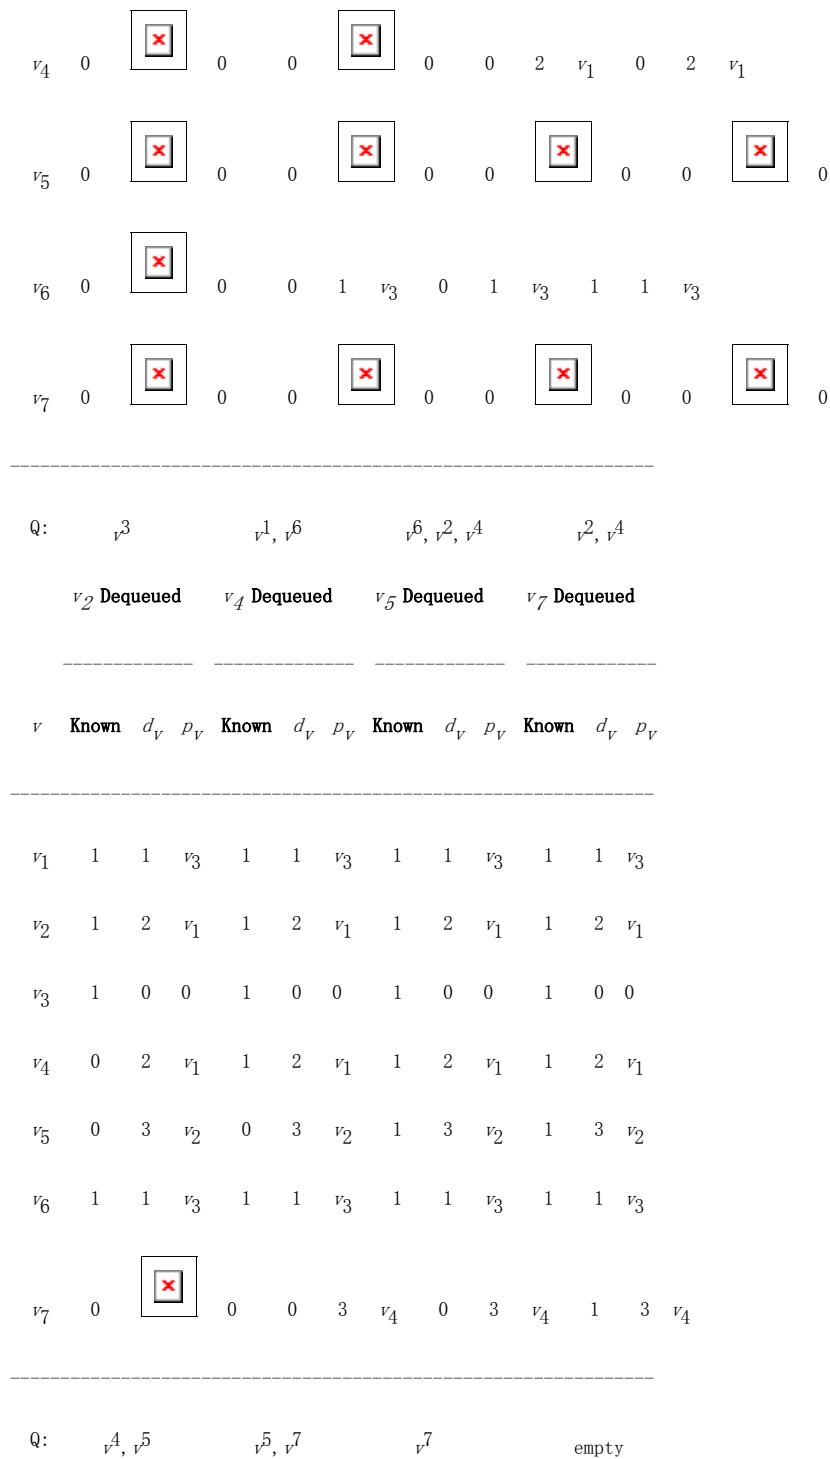 v4 0 0 0 0 0 2 v1 0 2 v1
v5 0 0 0 0 0 0 0 0
v6 0 0 0 1 v3 0 1 v3 1 1 v3
v7 0 0 0 0 0 0 0 0
-----------------------------------------------------------------
Q: v3 v1, v6 v6, v2, v4 v2, v4
v2 Dequeued v4 Dequeued v5 Dequeued v7 Dequeued
------------- -------------- ------------- -------------
v Known dv pv Known dv pv Known dv pv Known dv pv
-----------------------------------------------------------------
v1 1 1 v3 1 1 v3 1 1 v3 1 1 v3
v2 1 2 v1 1 2 v1 1 2 v1 1 2 v1
v3 1 0 0 1 0 0 1 0 0 1 0 0
v4 0 2 v1 1 2 v1 1 2 v1 1 2 v1
v5 0 3 v2 0 3 v2 1 3 v2 1 3 v2
v6 1 1 v3 1 1 v3 1 1 v3 1 1 v3
v7 0 0 0 3 v4 0 3 v4 1 3 v4
-----------------------------------------------------------------
Q: v4, v5 v5, v7 v7 empty